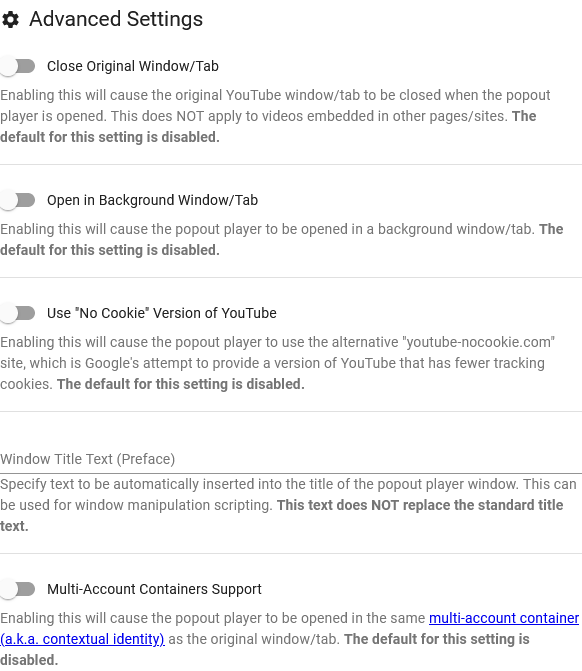 Advanced Settings
Close Original Window/Tab
Enabling this will cause the original YouTube window/tab to be closed when the popout
player is opened. This does NOT apply to videos embedded in other pages/sites. The
default for this setting is disabled.
Open in Background Window/Tab
Enabling this will cause the popout player to be opened in a background window/tab. The
default for this setting is disabled.
Use "No Cookie" Version of YouTube
Enabling this will cause the popout player to use the alternative "youtube-nocookie.com"
site, which is Google's attempt to provide a version of YouTube that has fewer tracking
cookies. The default for this setting is disabled.
Window Title Text (Preface)
Specify text to be automatically inserted into the title of the popout player window. This can
be used for window manipulation scripting. This text does NOT replace the standard title
text.
Multi-Account Containers Support
Enabling this will cause the popout player to be opened in the same multi-account container
(a.k.a. contextual identity) as the original window/tab. The default for this setting is
disabled.